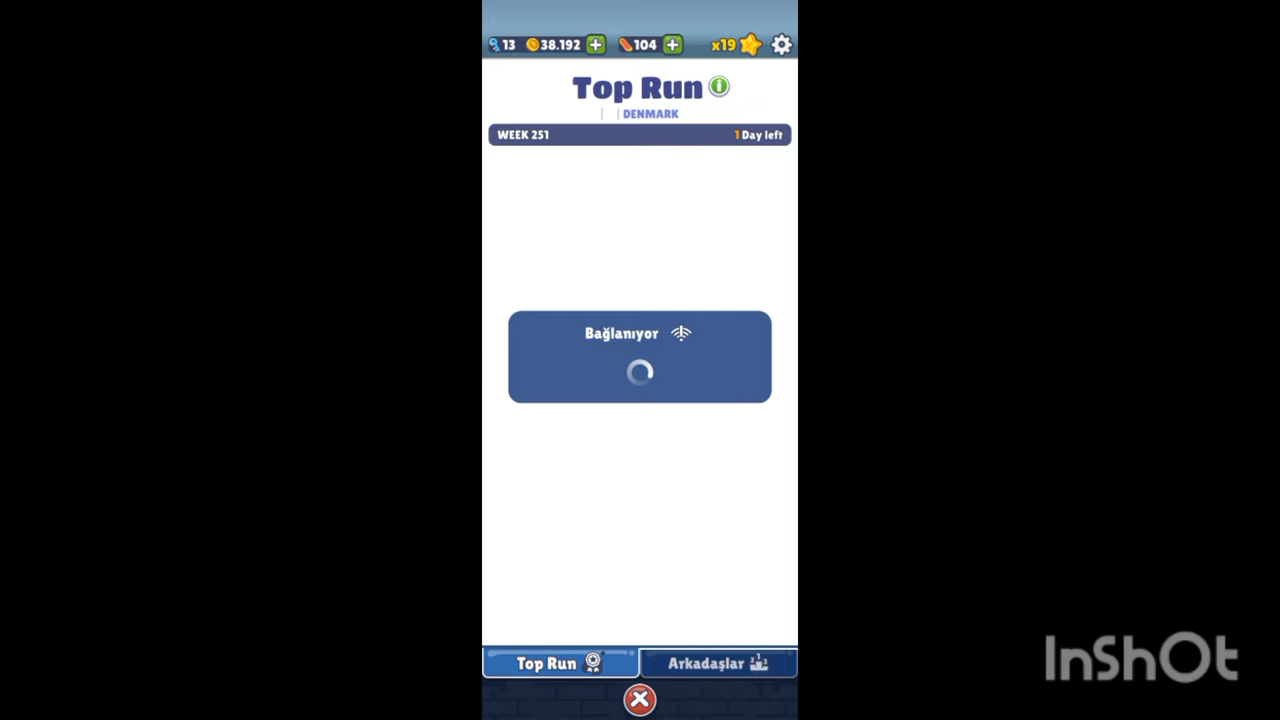 13 38.192 104 x19
Top Run
DENMARK
WEEK 251 1 Day left
Bağlanıyor
Top Run Arkadaşlar
InShOt